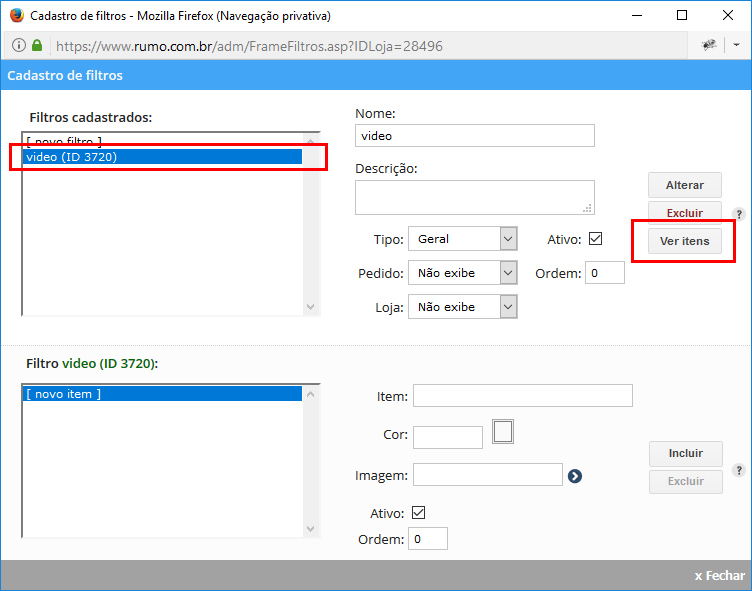 Cadastro de filtros - Mozilla Firefox (Navegação privativa)
https://www.rumo.com.br/adm/FrameFiltros.asp?IDLoja=28496
Cadastro de filtros
Filtros cadastrados:
[ novo filtro ]
video (ID 3720)
Nome:
video
Descrição:
Tipo: Geral
Ativo:
Pedido: Não exibe
Ordem: 0
Loja: Não exibe
Alterar
Excluir
?
Ver itens
Filtro video (ID 3720):
[ novo item ]
Item:
Cor:
Imagem:
Ativo:
Ordem: 0
Incluir
?
Excluir
x Fechar